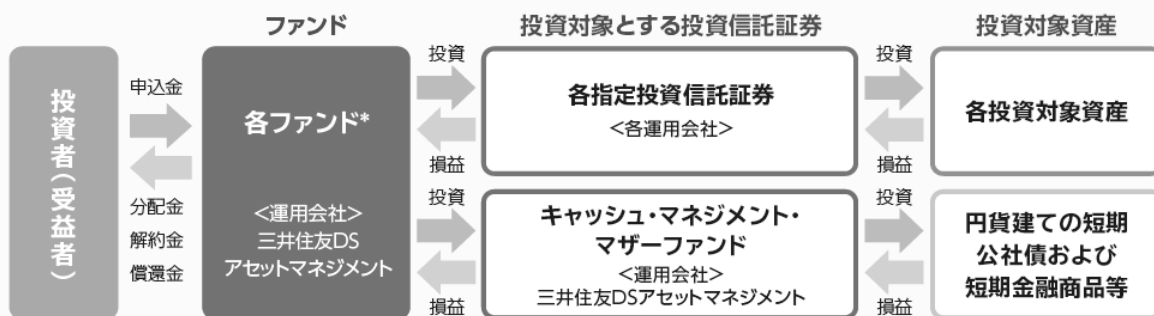 ファンド
投資対象とする投資信託証券
投資対象資産
投資者(受益者)
申込金
分配金
解約金
償還金
各ファンド*
<運用会社>
三井住友DS
アセットマネジメント
投資
損益
各指定投資信託証券
<各運用会社>
投資
損益
各投資対象資産
投資
損益
キャッシュ・マネジメント・
マザーファンド
<運用会社>
三井住友DSアセットマネジメント
投資
損益
円貨建ての短期
公社債および
短期金融商品等